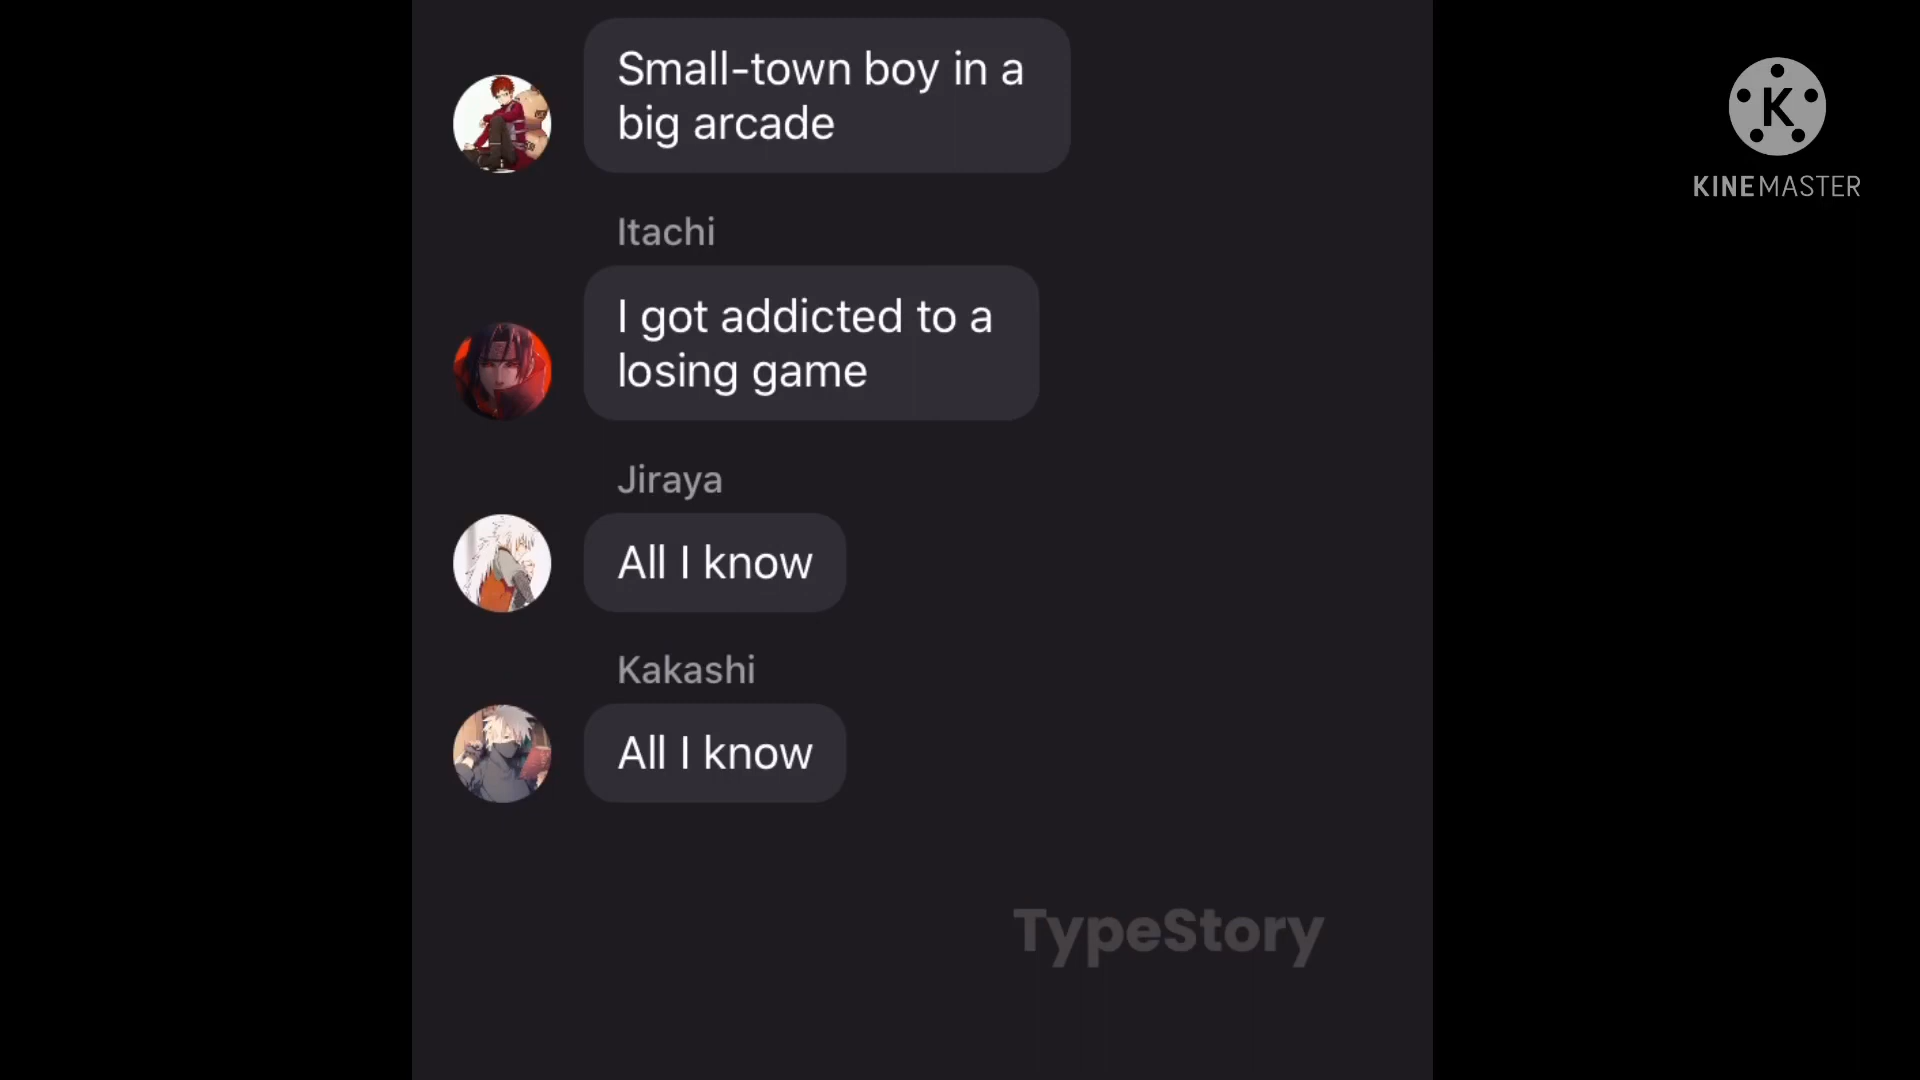 Small-town boy in a
big arcade
Itachi
I got addicted to a
losing game
Jiraya
All I know
Kakashi
All I know
TypeStory
K
KINEMASTER